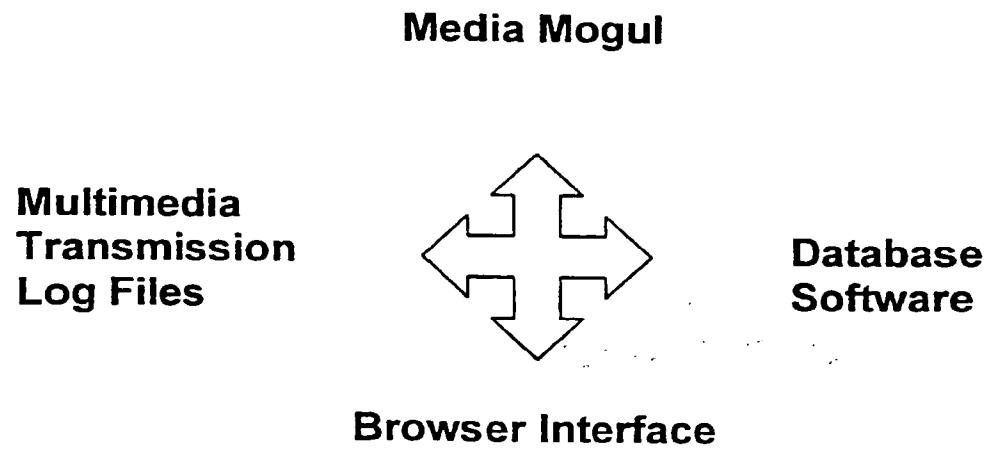 Media Mogul
Multimedia
Transmission
Log Files
Database
Software
Browser Interface